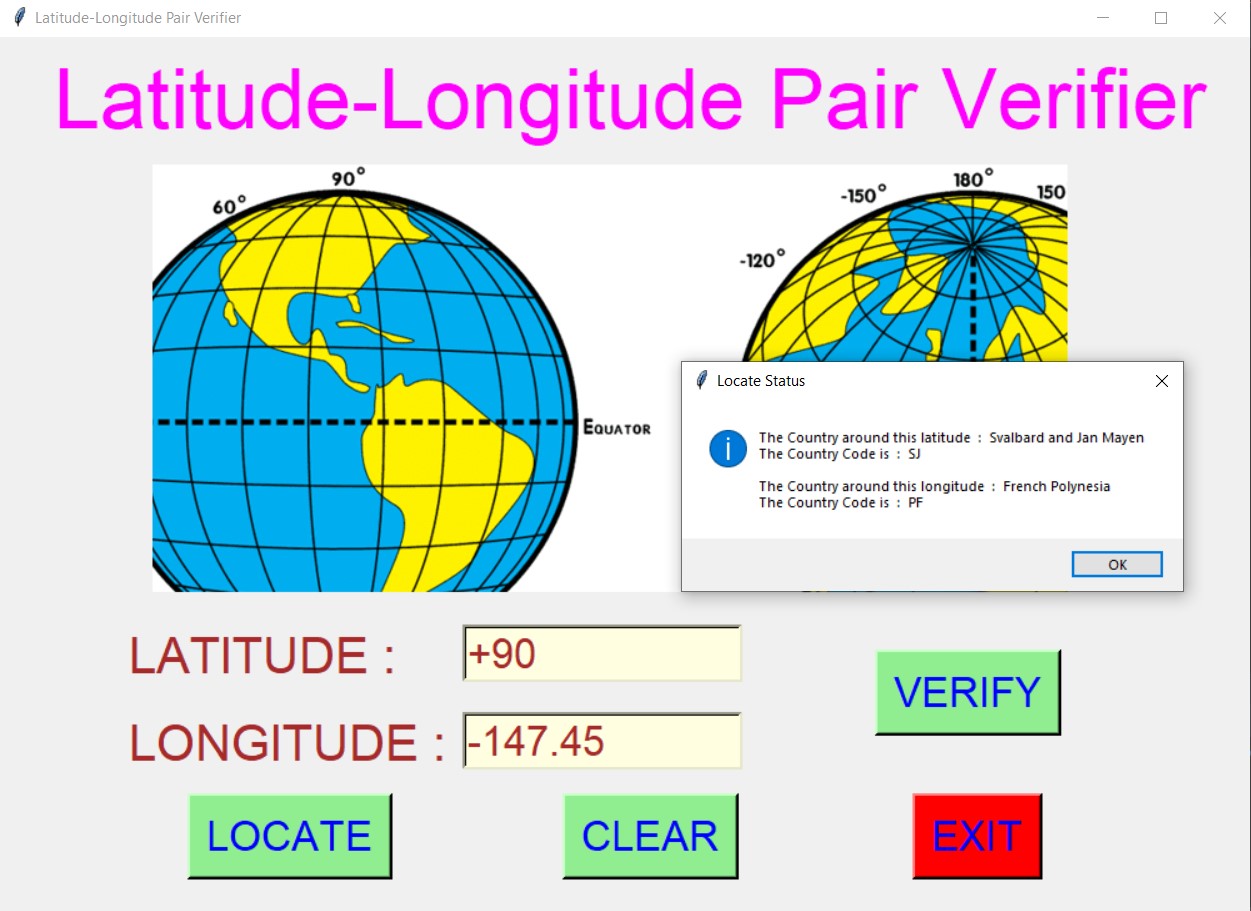 Latitude-Longitude Pair Verifier
Latitude-Longitude Pair Verifier
90°
60°
180°
-150°
150
-120°
EQUATOR
Locate Status
The Country around this latitude : Svalbard and Jan Mayen
The Country Code is : SJ
The Country around this longitude : French Polynesia
The Country Code is : PF
OK
LATITUDE : +90
VERIFY
LONGITUDE : -147.45
LOCATE CLEAR EXIT